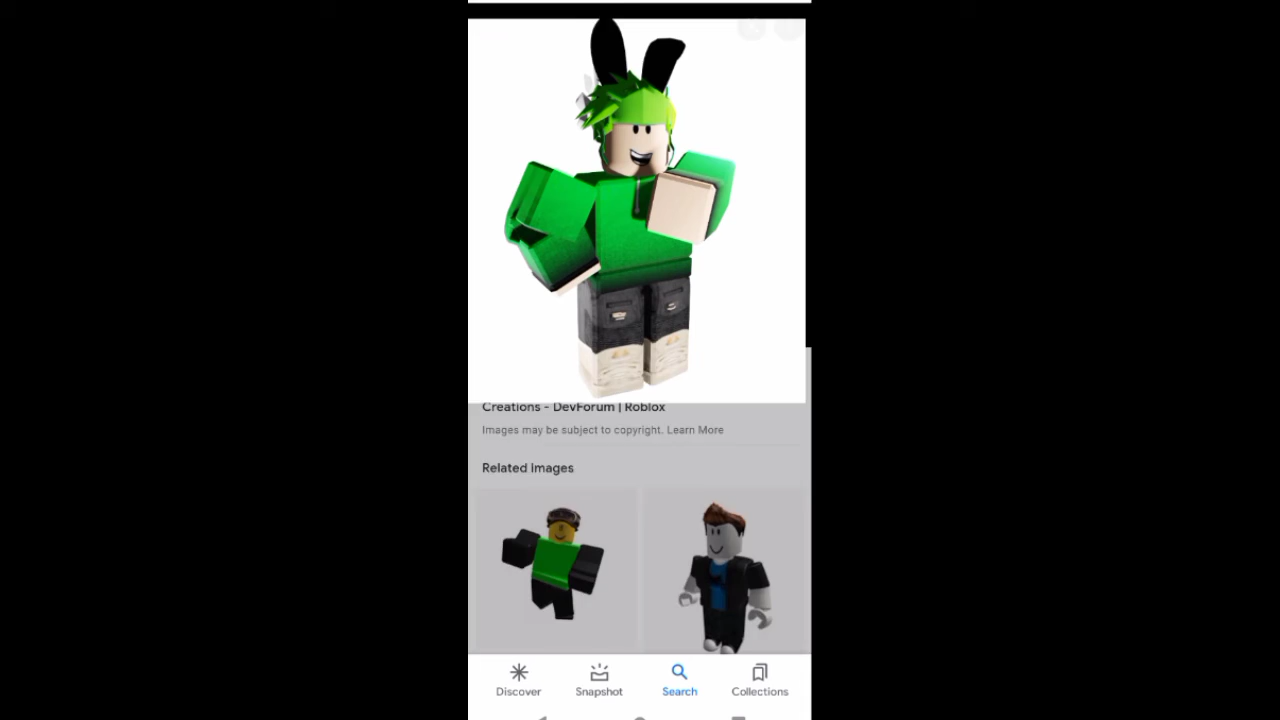 Creations - DevForum | Roblox
Images may be subject to copyright. Learn More
Related Images
Discover Snapshot Search Collections